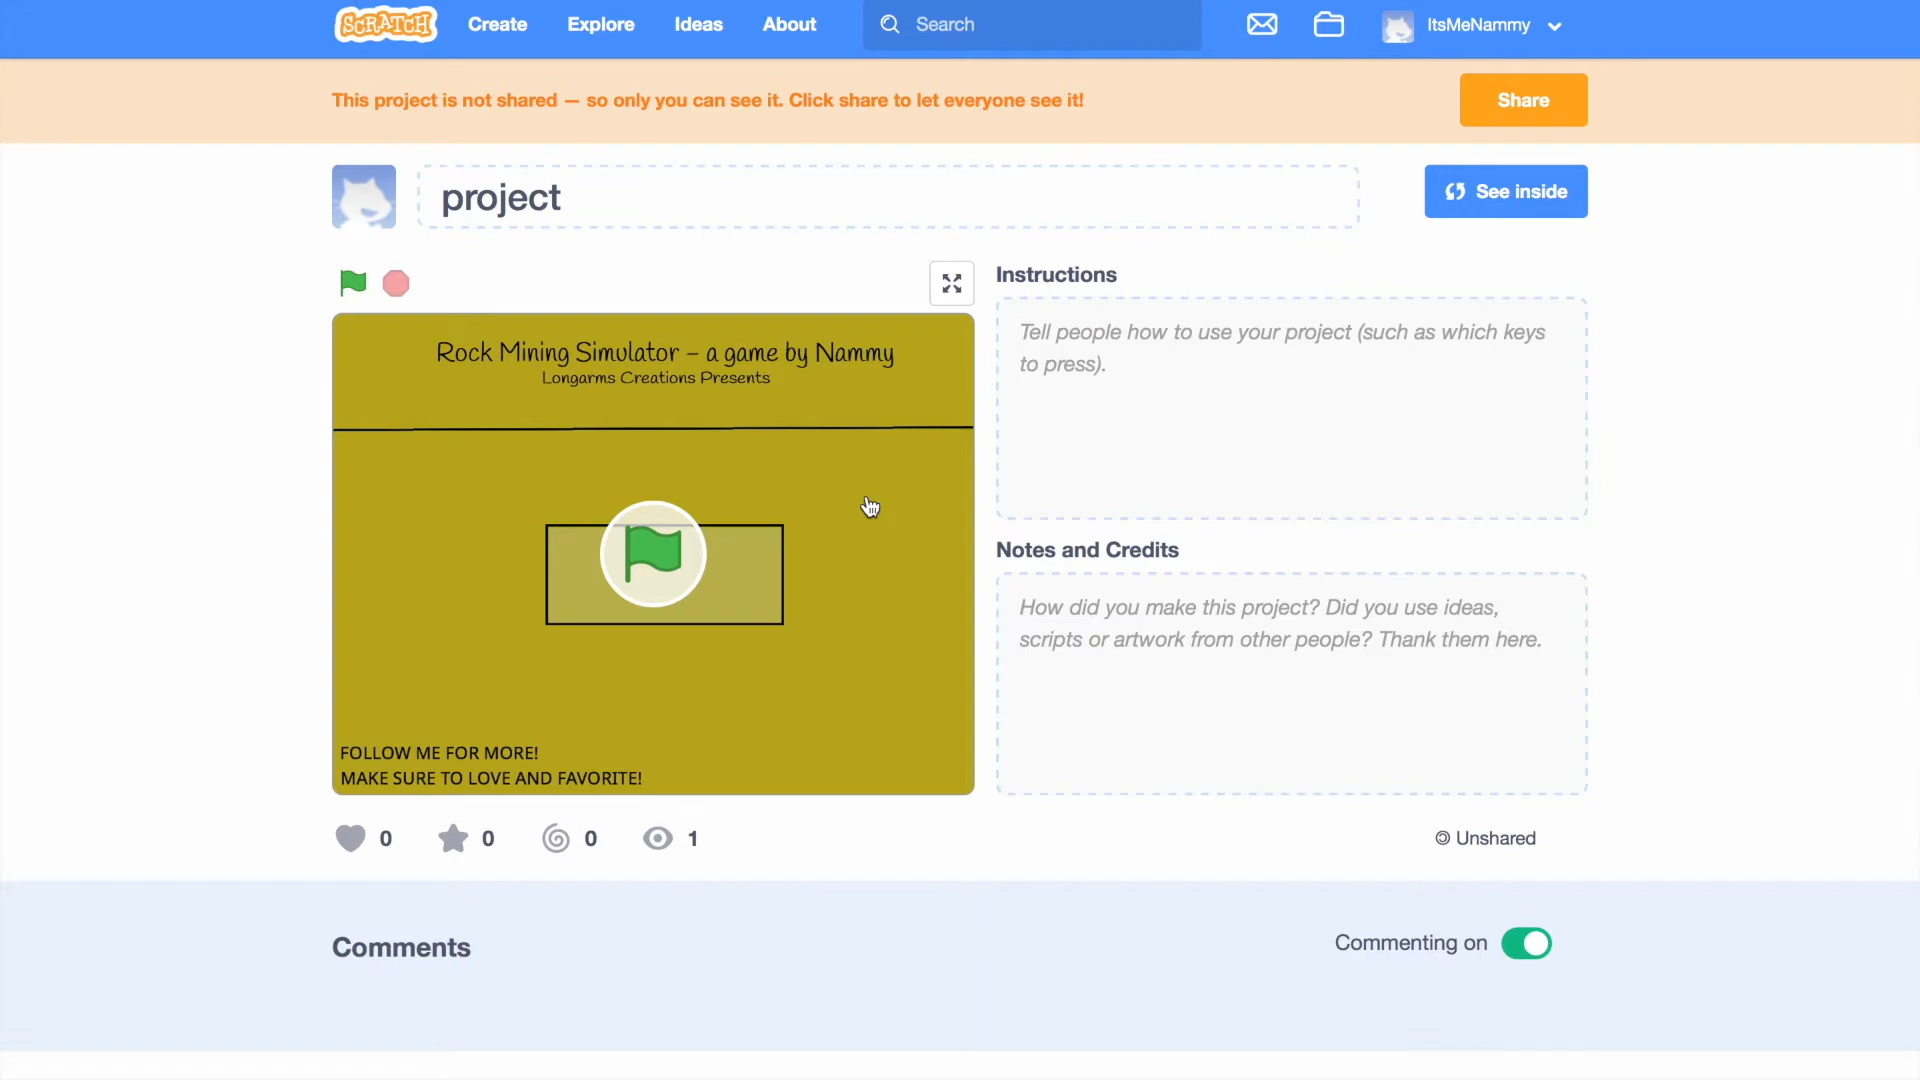 SCRATCH
Create
Explore
Ideas
About
Search
ItsMeNammy
This project is not shared — so only you can see it. Click share to let everyone see it!
Share
project
See inside
Rock Mining Simulator - a game by Nammy
Longarms Creations Presents
FOLLOW ME FOR MORE!
MAKE SURE TO LOVE AND FAVORITE!
Instructions
Tell people how to use your project (such as which keys
to press).
Notes and Credits
How did you make this project? Did you use ideas,
scripts or artwork from other people? Thank them here.
0
0
0
1
Unshared
Comments
Commenting on